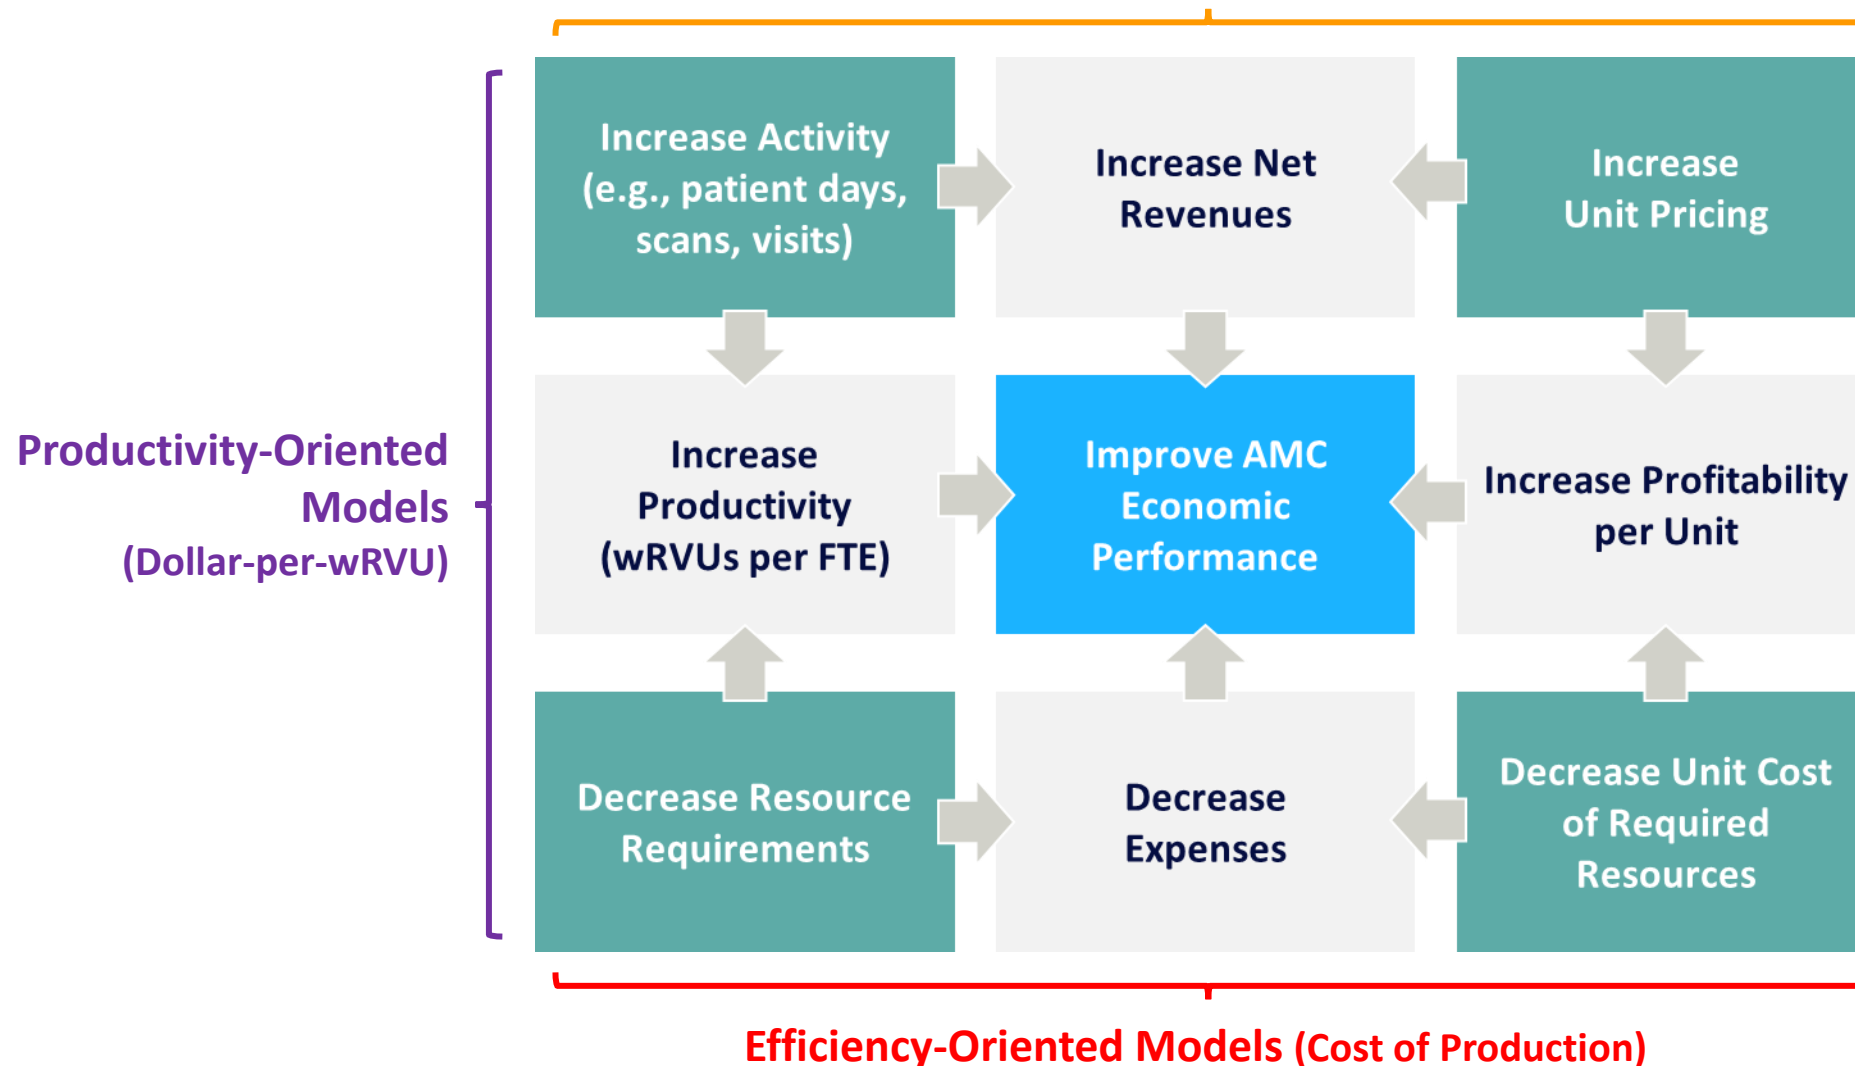 Increase Activity
(e.g., patient days,
scans, visits)
Increase Net
Revenues
Increase
Unit Pricing
Productivity-Oriented
Models
(Dollar-per-wRVU)
Increase
Productivity
(wRVUs per FTE)
Improve AMC
Economic
Performance
Increase Profitability
per Unit
Decrease Resource
Requirements
Decrease
Expenses
Decrease Unit Cost
of Required
Resources
Efficiency-Oriented Models (Cost of Production)